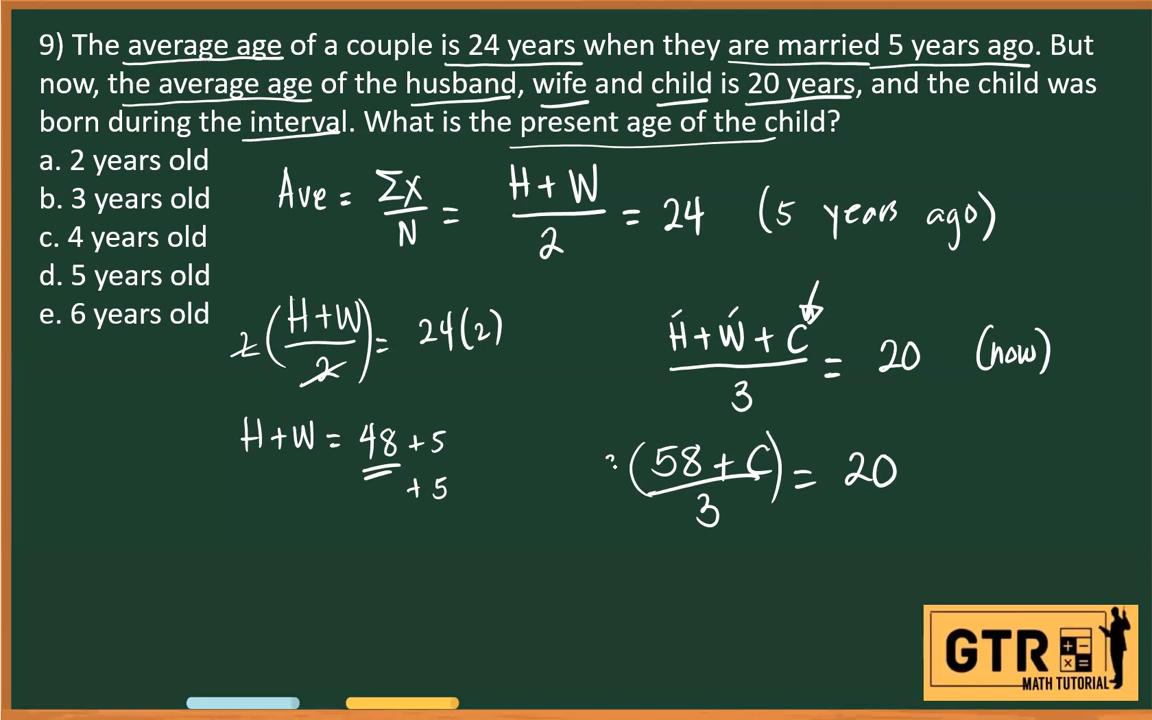 9) The average age of a couple is 24 years when they are married 5 years ago. But
now, the average age of the husband, wife and child is 20 years, and the child was
born during the interval. What is the present age of the child?
a. 2 years old
b. 3 years old
c. 4 years old
d. 5 years old
e. 6 years old
Ave = Σx/N = H + W/2 = 24 (5 years ago)
2(H+W/2) = 24(2)
H+W = 48 + 5
+ 5
H + W + C/3 = 20 (now)
(58 + C/3) = 20
GTR
MATH TUTORIAL